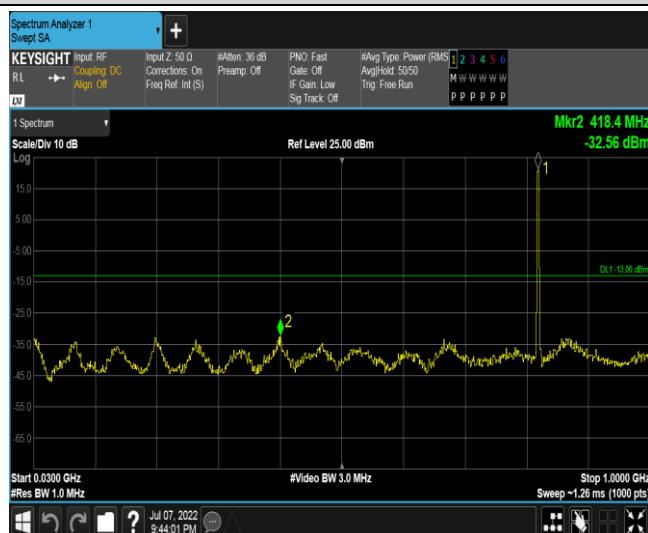 Spectrum Analyzer 1
Swept SA
KEYSIGHT
RL
LXI
Input: RF
Coupling: DC
Align: Off
Input Z: 50 Ω
Corrections: On
Freq Ref: Int (S)
#Atten: 36 dB
Preamp: Off
PNO: Fast
Gate: Off
IF Gain: Low
Sig Track: Off
#Avg Type: Power (RMS
Avg|Hold: 50/50
Trig: Free Run
1 2 3 4 5 6
M W W W W W
P P P P P P
1 Spectrum
Mkr2 418.4 MHz
-32.56 dBm
Scale/Div 10 dB
Ref Level 25.00 dBm
Log
1
15.0
5.00
-5.00
DL1 -13.00 dBm
-15.0
-25.0
2
-35.0
-45.0
-55.0
-65.0
Start 0.0300 GHz
#Video BW 3.0 MHz
Stop 1.0000 GHz
#Res BW 1.0 MHz
Sweep ~1.26 ms (1000 pts)
?
Jul 07, 2022
9:44:01 PM